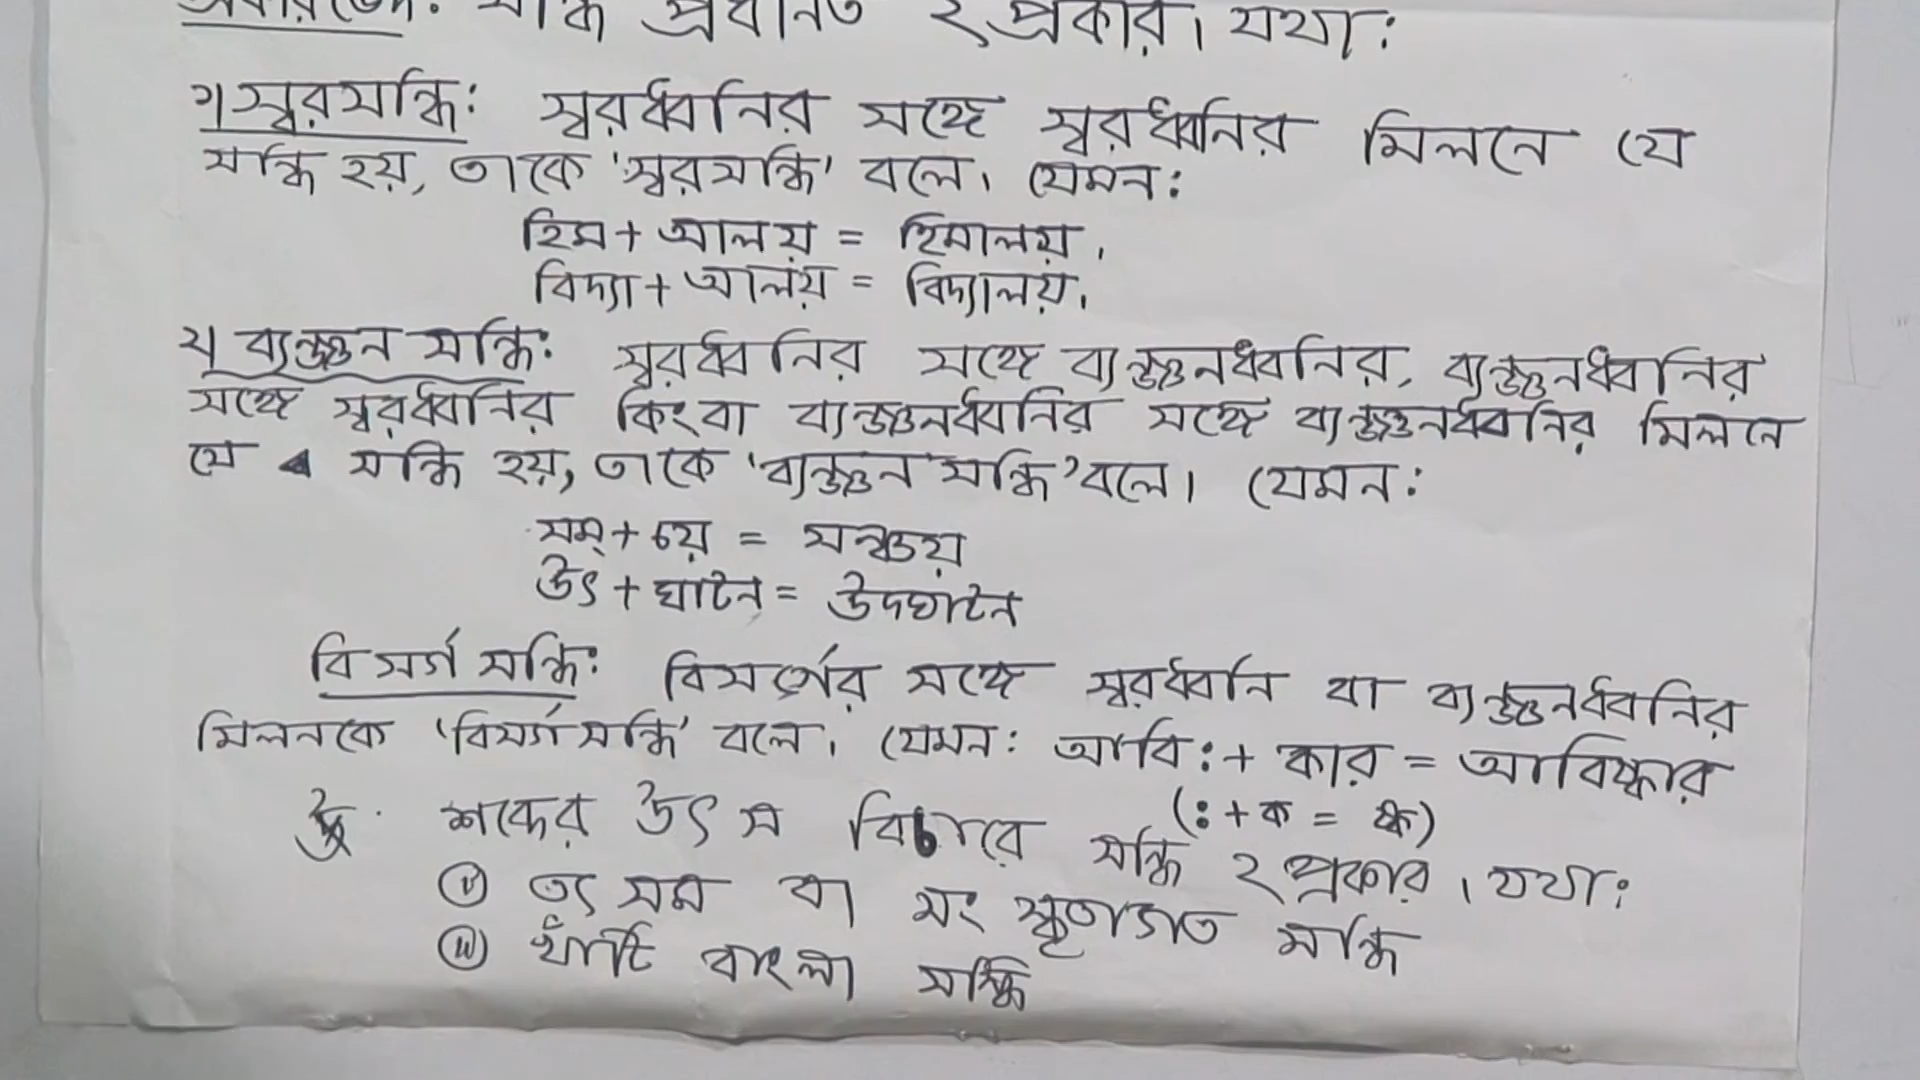 প্রকারভেদ: সন্ধি প্রধানত ২ প্রকার। যথা:
১। স্বরসন্ধি: স্বরধ্বনির সঙ্গে স্বরধ্বনির মিলনে যে
সন্ধি হয়, তাকে 'স্বরসন্ধি' বলে। যেমন:
হিম + আলয় = হিমালয়।
বিদ্যা + আলয় = বিদ্যালয়।
২। ব্যঞ্জন সন্ধি: স্বরধ্বনির সঙ্গে ব্যঞ্জনধ্বনির, ব্যঞ্জনধ্বনির
সঙ্গে স্বরধ্বনির কিংবা ব্যঞ্জনধ্বনির সঙ্গে ব্যঞ্জনধ্বনির মিলনে
যে সন্ধি হয়, তাকে 'ব্যঞ্জন সন্ধি' বলে। যেমন:
সম্ + চয় = সঞ্চয়
উৎ + ঘাটন = উদঘাটন
বিসর্গ সন্ধি: বিসর্গের সঙ্গে স্বরধ্বনি বা ব্যঞ্জনধ্বনির
মিলনকে 'বিসর্গ সন্ধি' বলে। যেমন: আবিঃ + কার = আবিষ্কার
(ঃ + ক = ষ্ক)
শব্দের উৎস বিচারে সন্ধি ২ প্রকার। যথা:
(i) তৎসম বা সংস্কৃতাগত সন্ধি
(ii) খাঁটি বাংলা সন্ধি